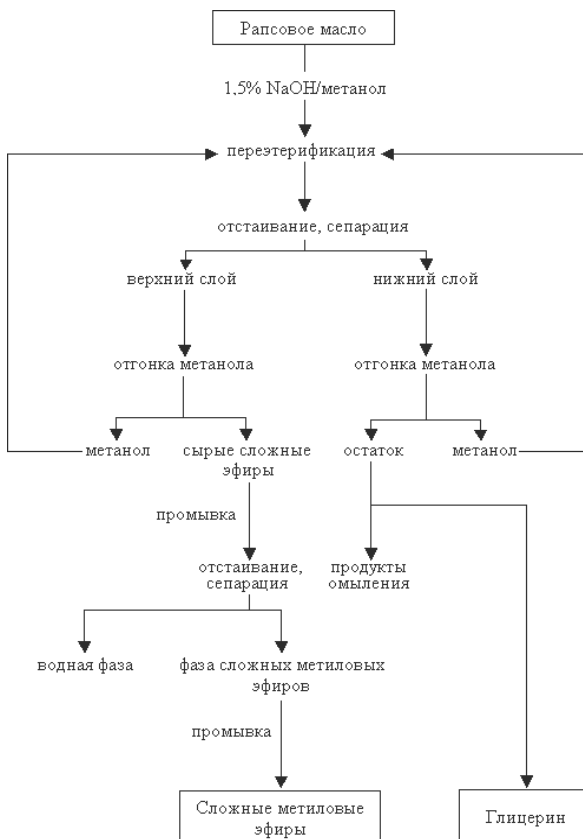 Рапсовое масло
1,5% NaOH/метанол
переэтерификация
отстаивание, сепарация
верхний слой
нижний слой
отгонка метанола
отгонка метанола
метанол
сырые сложные
эфиры
остаток
метанол
промывка
отстаивание,
сепарация
продукты
омыления
водная фаза
фаза сложных метиловых
эфиров
промывка
Сложные метиловые
эфиры
Глицерин